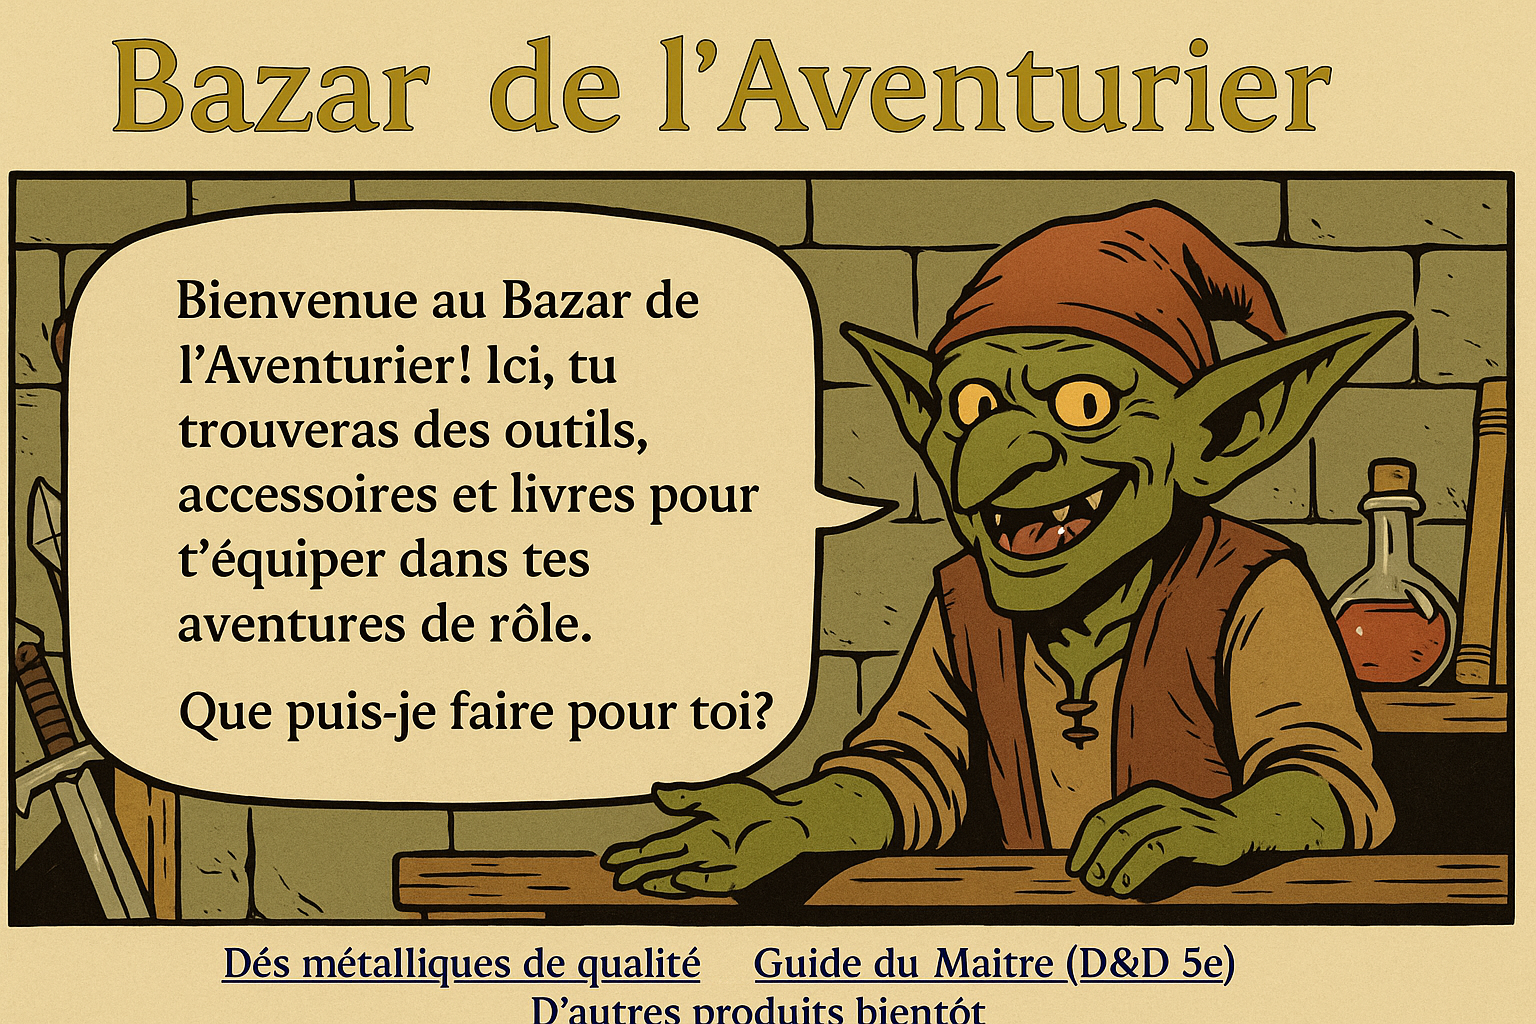 Bazar de l’Aventurier
Bienvenue au Bazar de
l’Aventurier! Ici, tu
trouveras des outils,
accessoires et livres pour
t’équiper dans tes
aventures de rôle.
Que puis-je faire pour toi?
Dés métalliques de qualité Guide du Maitre (D&D 5e)
D’autres produits bientót